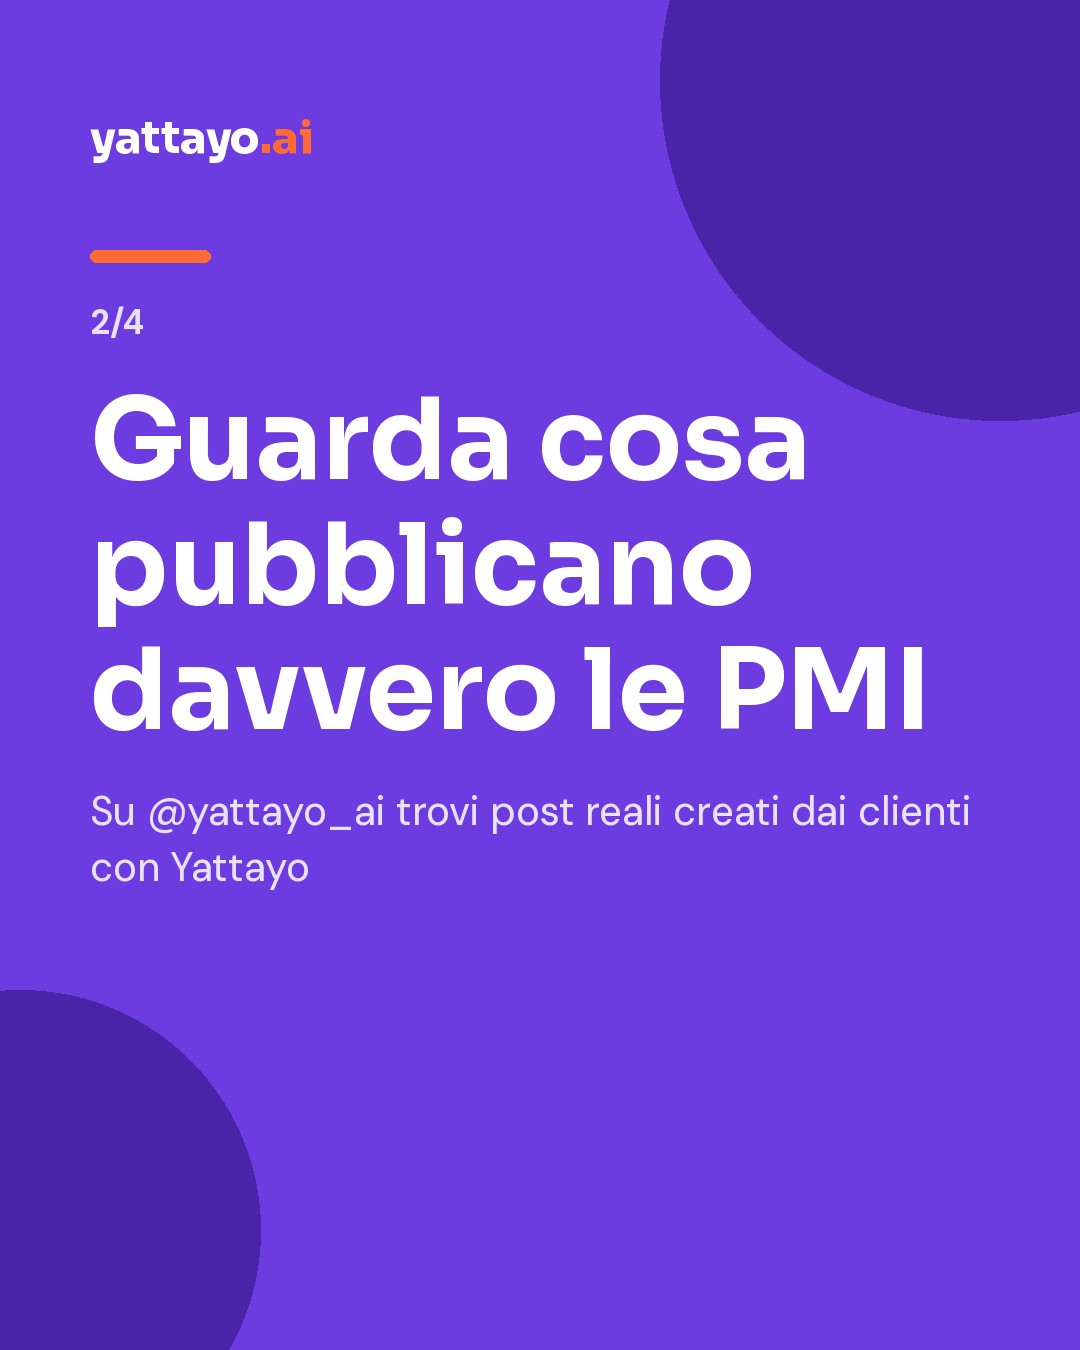 yattayo.ai
2/4
Guarda cosa
pubblicano
davvero le PMI
Su @yattayo_ai trovi post reali creati dai clienti
con Yattayo